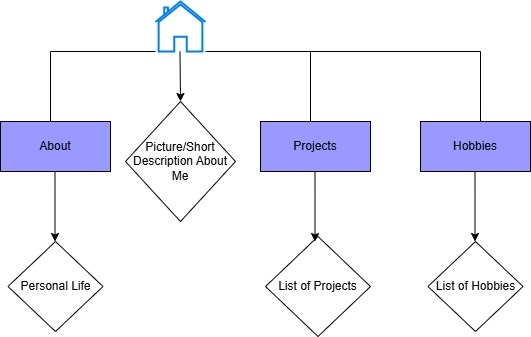 About
Picture/Short
Description About
Me
Projects
Hobbies
Personal Life
List of Projects
List of Hobbies